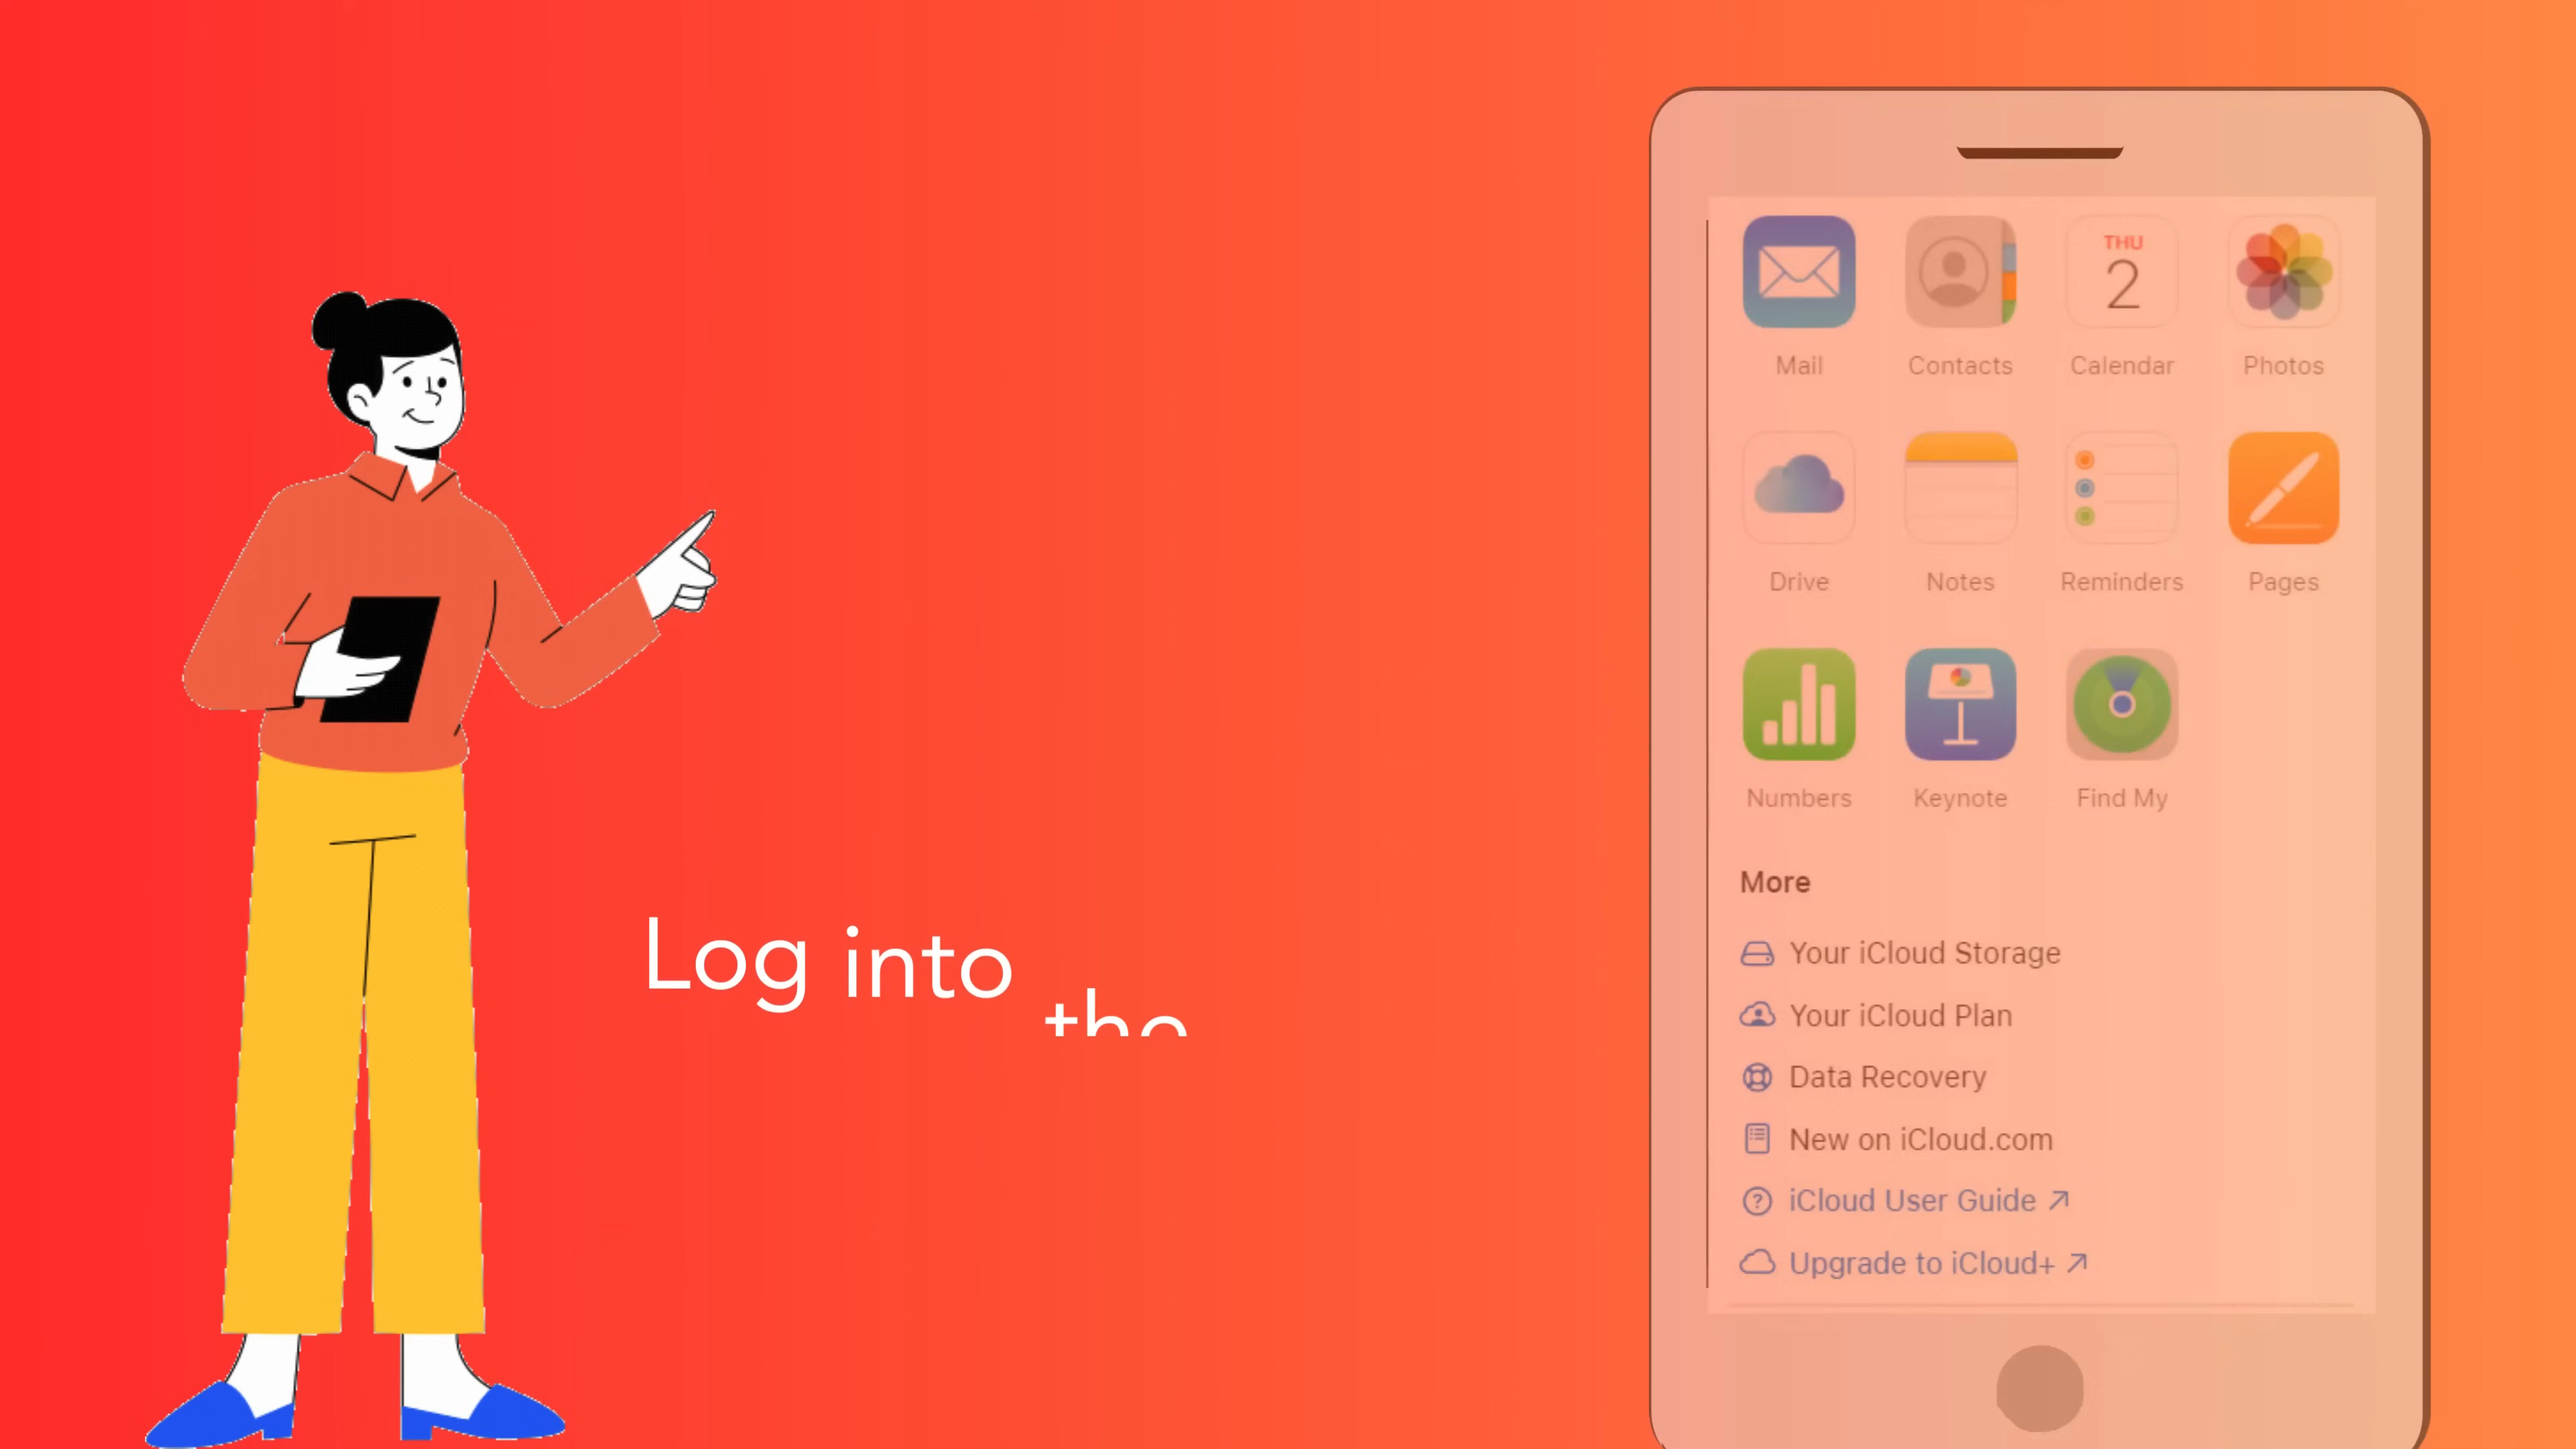 Log into the
THU
2
Mail Contacts Calendar Photos
Drive Notes Reminders Pages
Numbers Keynote Find My
More
Your iCloud Storage
Your iCloud Plan
Data Recovery
New on iCloud.com
iCloud User Guide ↗
Upgrade to iCloud+ ↗